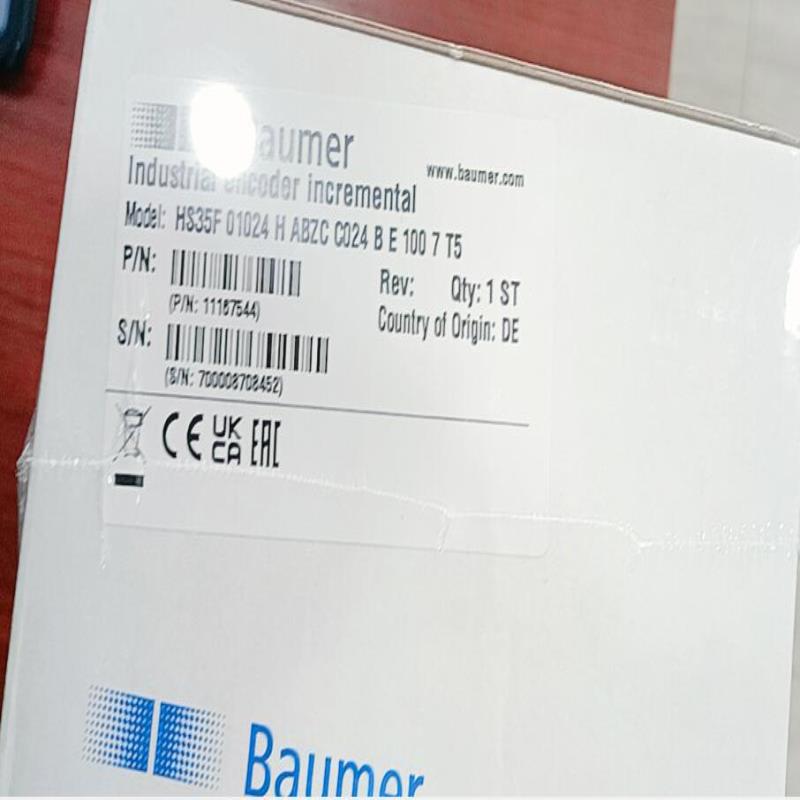 Baumer
www.baumer.com
Industrial encoder incremental
Model: HS35F 01024 H ABZC C024 B E 100 7 T5
P/N:
(P/N: 11187544)
Rev: Qty: 1 ST
Country of Origin: DE
S/N:
(S/N: 700008708452)
CE UK CA EAC
Baumer